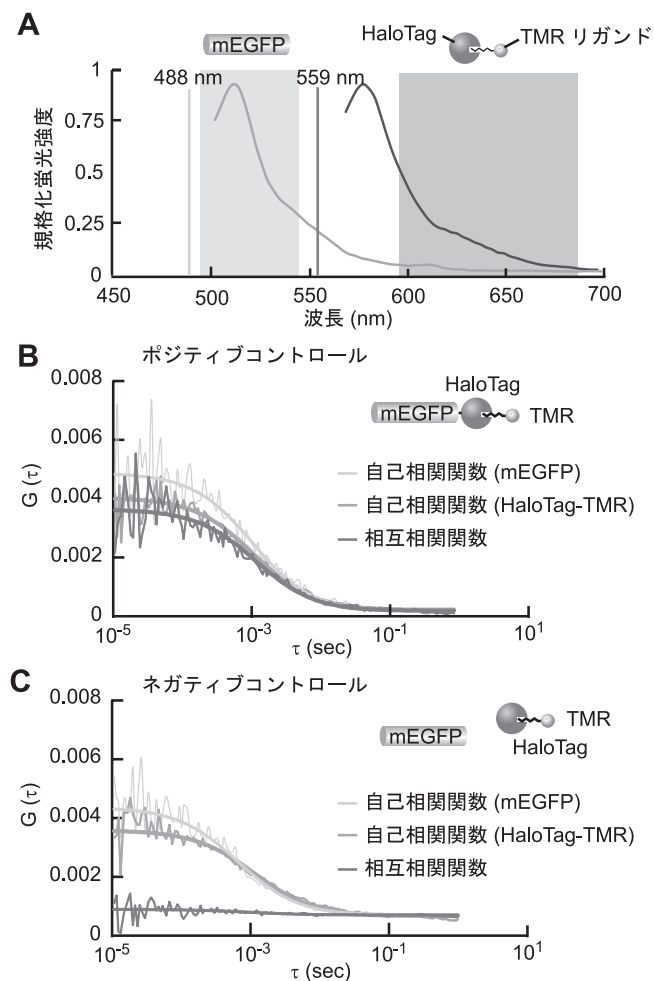 A
mEGFP
HaloTag
TMR リガンド
488 nm
559 nm
規格化蛍光強度
1
0.75
0.5
0.25
0
450
500
550
600
650
700
波長 (nm)
B
ポジティブコントロール
HaloTag
mEGFP
TMR
自己相関関数 (mEGFP)
自己相関関数 (HaloTag-TMR)
相互相関関数
G (τ)
0.008
0.006
0.004
0.002
0
10-5
10-3
10-1
101
τ (sec)
C
ネガティブコントロール
mEGFP
TMR
HaloTag
自己相関関数 (mEGFP)
自己相関関数 (HaloTag-TMR)
相互相関関数
G (τ)
0.008
0.006
0.004
0.002
0
10-5
10-3
10-1
101
τ (sec)